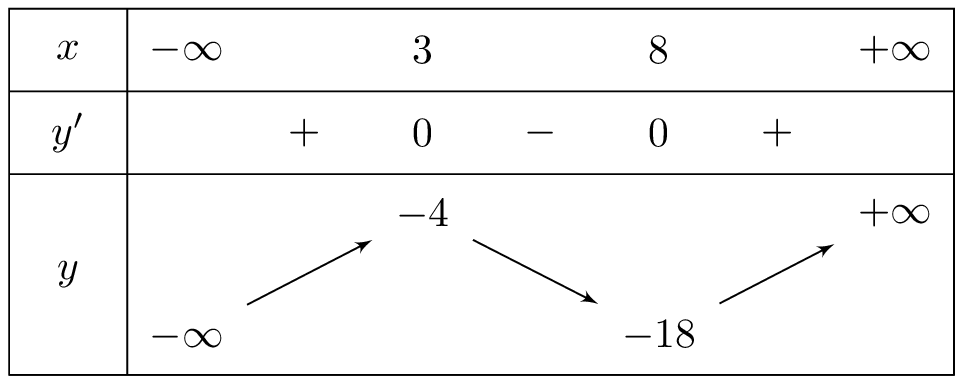 x −∞ 3 8 +∞
y′ + 0 − 0 +
−4 +∞
y
−∞ −18